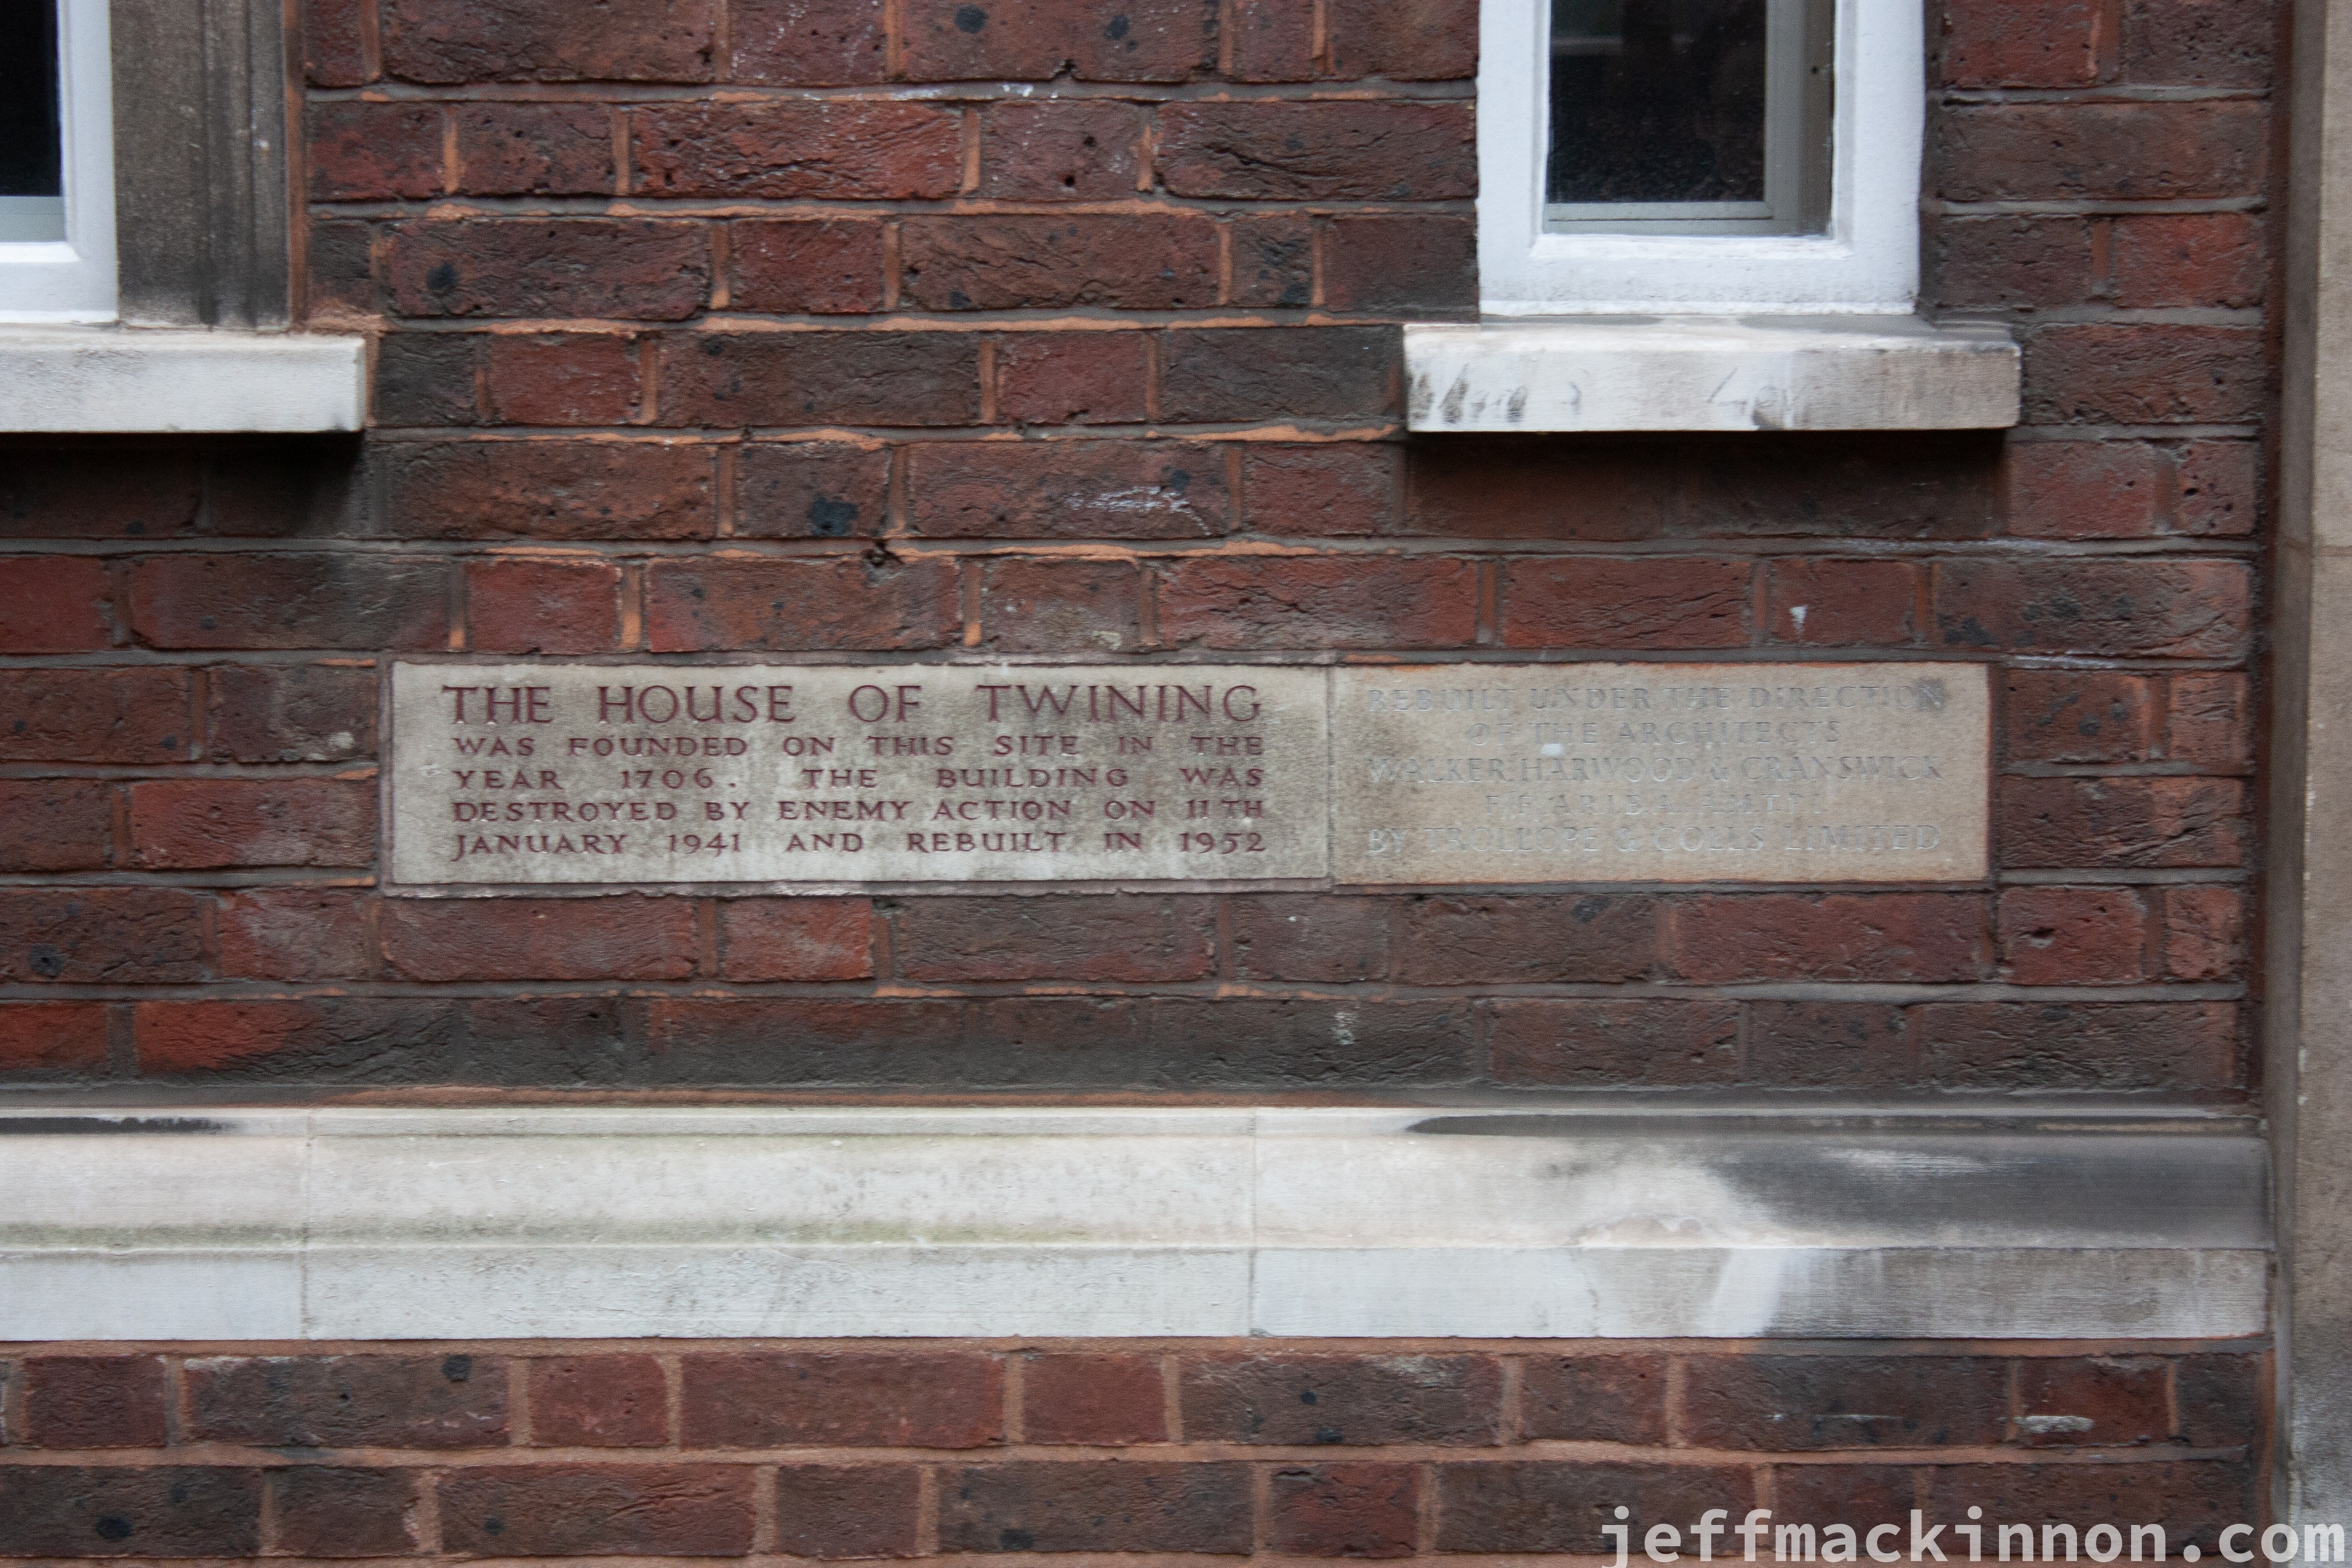 THE HOUSE OF TWINING
WAS FOUNDED ON THIS SITE IN THE
YEAR 1706. THE BUILDING WAS
DESTROYED BY ENEMY ACTION ON 11TH
JANUARY 1941 AND REBUILT IN 1952
REBUILT UNDER THE DIRECTION
OF THE ARCHITECTS
WALKER HARWOOD & CRANSWICK
BY TROLLOPE & COLLS LIMITED
jeffmackinnon.com